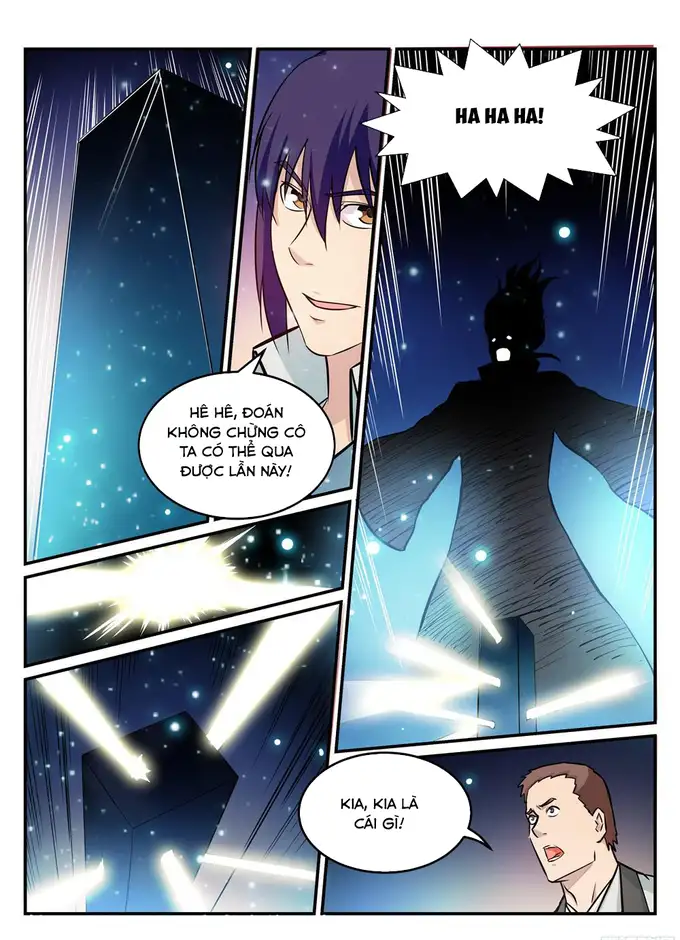 HÊ HÊ, ĐOÁN
KHÔNG CHỪNG CÔ
TA CÓ THỂ QUA
ĐƯỢC LẦN NÀY!
HA HA HA!
KIA, KIA LÀ
CÁI GÌ!